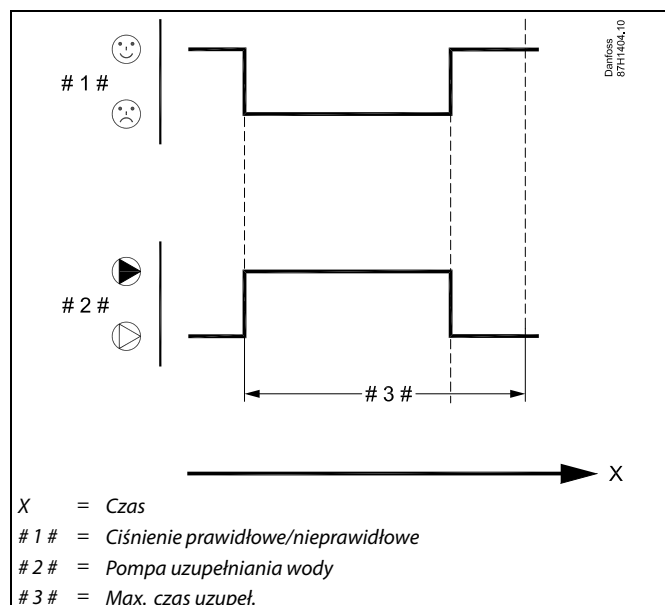 Danfoss
87H1404.10
# 1 #
# 2 #
# 3 #
X
X = Czas
# 1 # = Ciśnienie prawidłowe/nieprawidłowe
# 2 # = Pompa uzupełniania wody
# 3 # = Max. czas uzupeł.